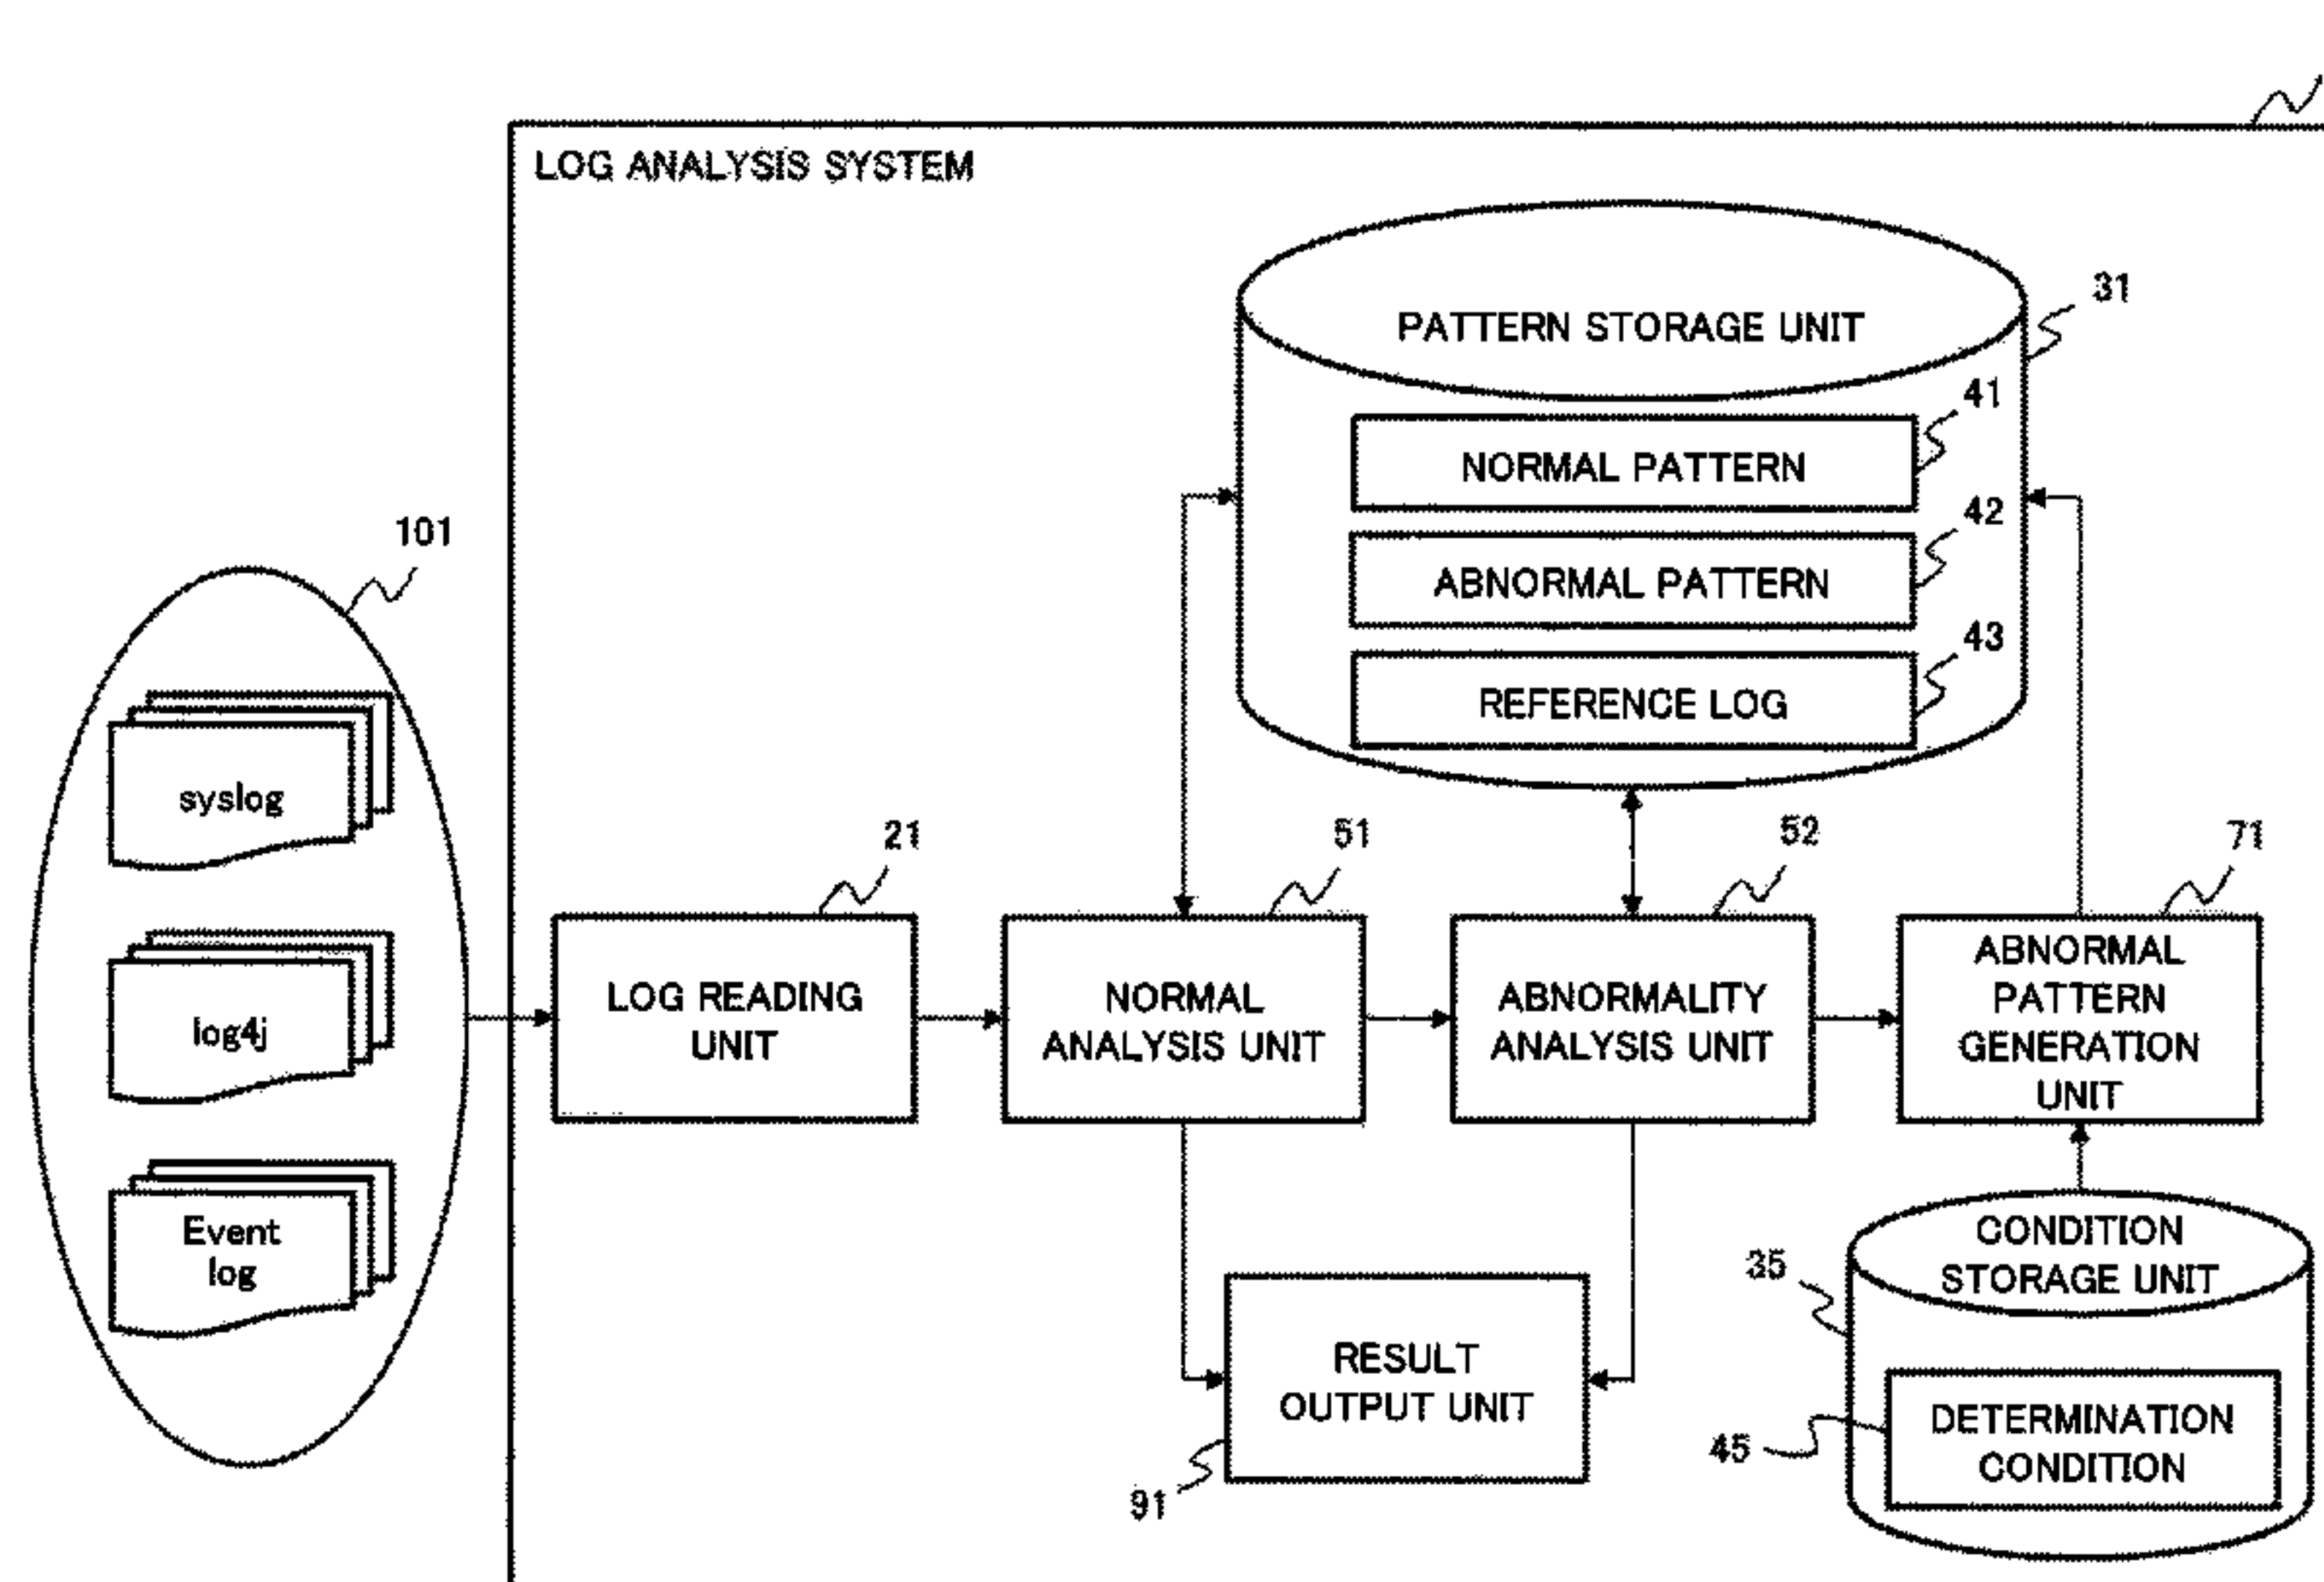 LOG ANALYSIS SYSTEM
31
PATTERN STORAGE UNIT
41
NORMAL PATTERN
42
ABNORMAL PATTERN
43
REFERENCE LOG
101
syslog
log4j
Event
log
21
LOG READING
UNIT
51
NORMAL
ANALYSIS UNIT
52
ABNORMALITY
ANALYSIS UNIT
71
ABNORMAL
PATTERN
GENERATION
UNIT
35
CONDITION
STORAGE UNIT
45
DETERMINATION
CONDITION
RESULT
OUTPUT UNIT
91